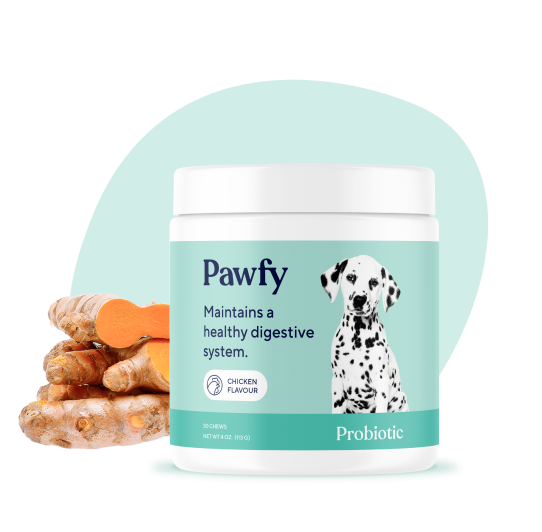 Pawfy
Maintains a
healthy digestive
system.
CHICKEN
FLAVOUR
30 CHEWS
NET WT 4 OZ. (113 G)
Probiotic